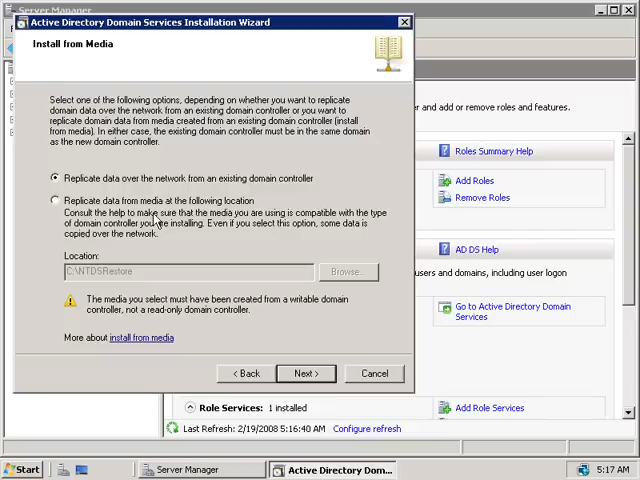 Server Manager
Active Directory Domain Services Installation Wizard
Install from Media
Select one of the following options, depending on whether you want to replicate
domain data over the network from an existing domain controller or you want to
replicate domain data from media created from an existing domain controller (install
from media). In either case, the existing domain controller must be in the same domain
as the new domain controller.
Replicate data over the network from an existing domain controller
Replicate data from media at the following location
Consult the help to make sure that the media you are using is compatible with the type
of domain controller you are installing. Even if you select this option, some data is
copied over the network.
Location:
C:\NTDSRestore
Browse...
The media you select must have been created from a writable domain
controller, not a read-only domain controller.
More about install from media
< Back
Next >
Cancel
er and add or remove roles and features.
Roles Summary Help
Add Roles
Remove Roles
AD DS Help
users and domains, including user logon
Go to Active Directory Domain
Services
Role Services: 1 installed
Add Role Services
Last Refresh: 2/19/2008 5:16:40 AM
Configure refresh
Start
Server Manager
Active Directory Dom...
5:17 AM